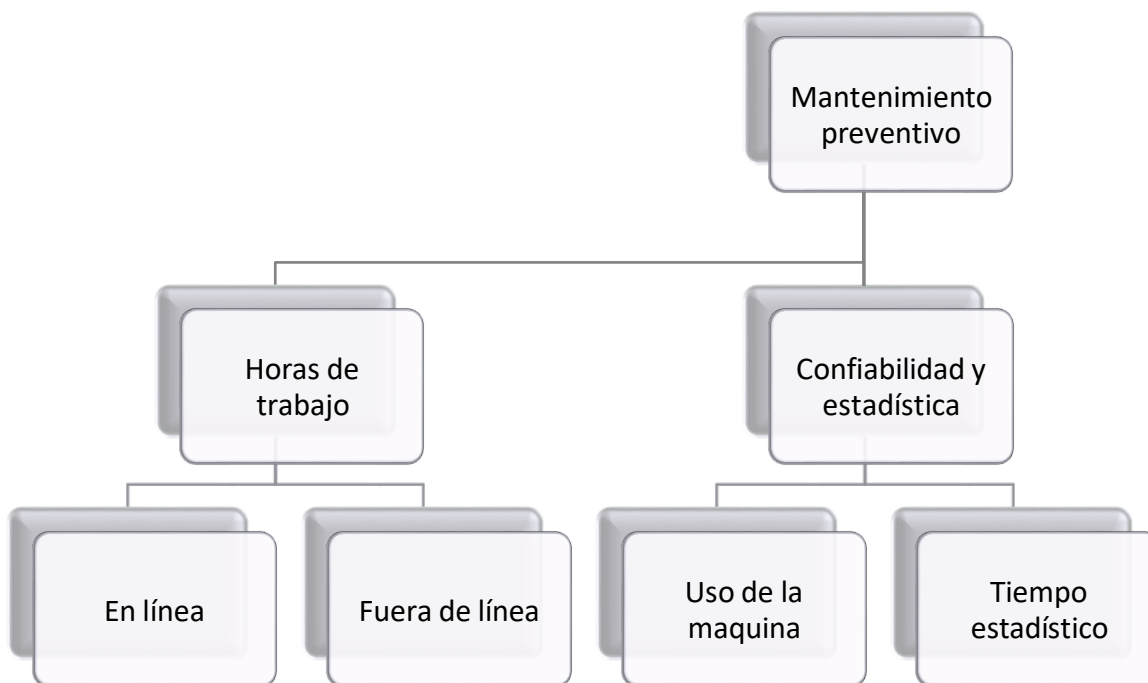 Mantenimiento
preventivo
Horas de
trabajo
Confiabilidad y
estadística
En línea
Fuera de línea
Uso de la
maquina
Tiempo
estadístico